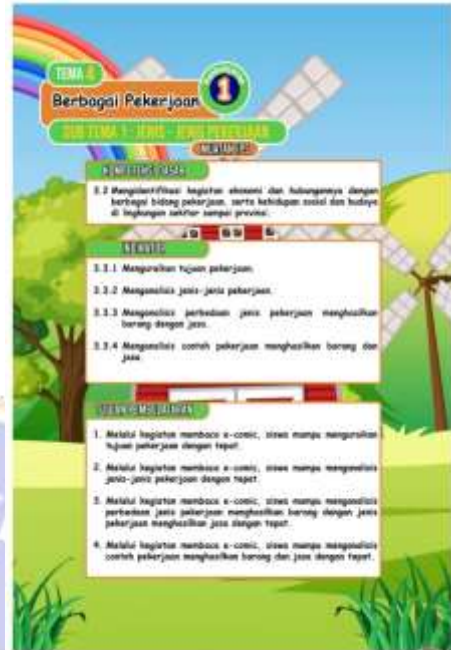 TEMA 4
1
Berbagai Pekerjaan
SUB TEMA 1 : JENIS - JENIS PEKERJAAN
MUATAN IPS
KOMPETENSI DASAR
3.2 Mengidentifikasi kegiatan ekonomi dan hubungannya dengan
berbagai bidang pekerjaan, serta kehidupan sosial dan budaya
di lingkungan sekitar sampai provinsi.
INDIKATOR
3.3.1 Menguraikan tujuan pekerjaan.
3.3.2 Menganalisis jenis-jenis pekerjaan.
3.3.3 Menganalisis perbedaan jenis pekerjaan menghasilkan
barang dengan jasa.
3.3.4 Menganalisis contoh pekerjaan menghasilkan barang dan
jasa.
TUJUAN PEMBELAJARAN
1. Melalui kegiatan membaca e-comic, siswa mampu menguraikan
tujuan pekerjaan dengan tepat.
2. Melalui kegiatan membaca e-comic, siswa mampu menganalisis
jenis-jenis pekerjaan dengan tepat.
3. Melalui kegiatan membaca e-comic, siswa mampu menganalisis
perbedaan jenis pekerjaan menghasilkan barang dengan jenis
pekerjaan menghasilkan jasa dengan tepat.
4. Melalui kegiatan membaca e-comic, siswa mampu menganalisis
contoh pekerjaan menghasilkan barang dan jasa dengan tepat.